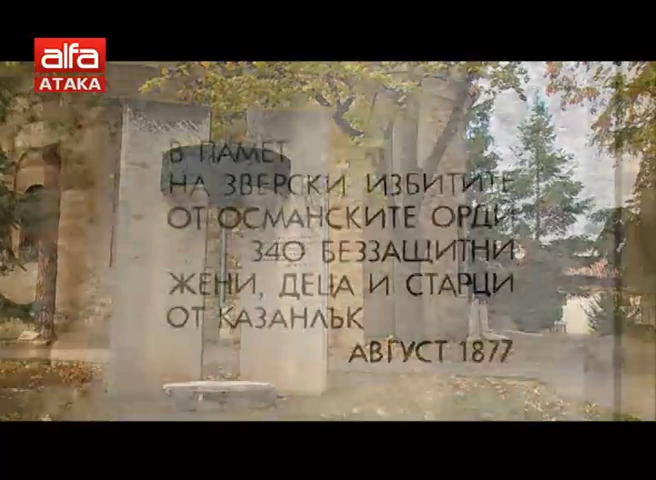 alfa
АТАКА
В ПАМЕТ
НА ЗВЕРСКИ ИЗБИТИТЕ
ОТ ОСМАНСКИТЕ ОРДИ
340 БЕЗЗАЩИТНИ
ЖЕНИ, ДЕЦА И СТАРЦИ
ОТ КАЗАНЛЪК
АВГУСТ 1877